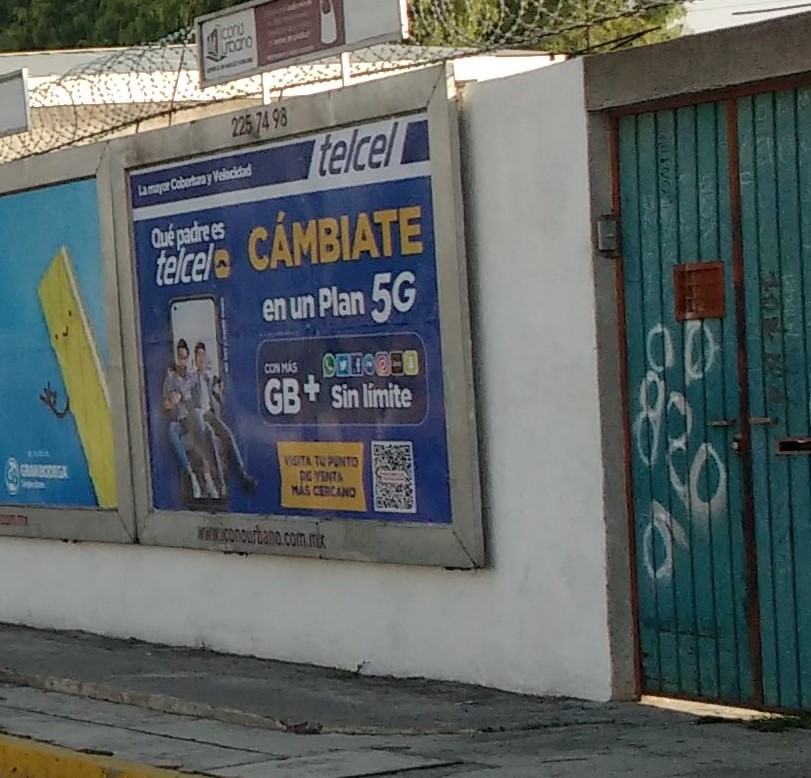 icono
urbano
225 74 98
La mayor Cobertura y Velocidad
telcel
Qué padre es
telcel
CÁMBIATE
en un Plan 5G
CON MÁS
GB+
Sin límite
VISITA TU PUNTO
DE VENTA
MÁS CERCANO
www.iconourbano.com.mx